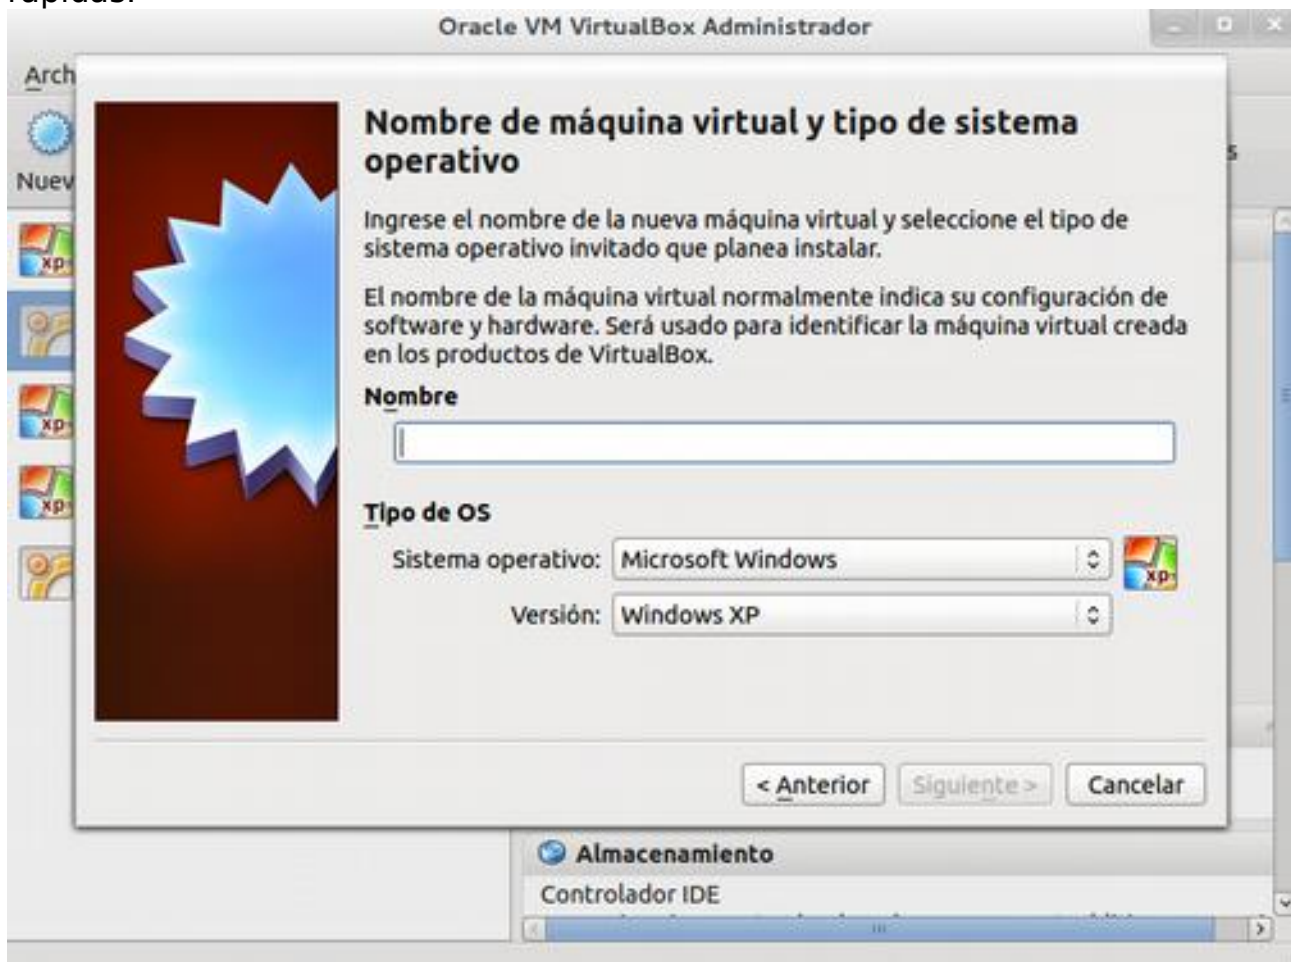 rápidas.
Oracle VM VirtualBox Administrador
Arch
Nuev
s
xp
xp
xp
Nombre de máquina virtual y tipo de sistema
operativo
Ingrese el nombre de la nueva máquina virtual y seleccione el tipo de
sistema operativo invitado que planea instalar.
El nombre de la máquina virtual normalmente indica su configuración de
software y hardware. Será usado para identificar la máquina virtual creada
en los productos de VirtualBox.
Nombre
Tipo de OS
Sistema operativo: Microsoft Windows
xp
Versión: Windows XP
< Anterior Siguiente > Cancelar
Almacenamiento
Controlador IDE